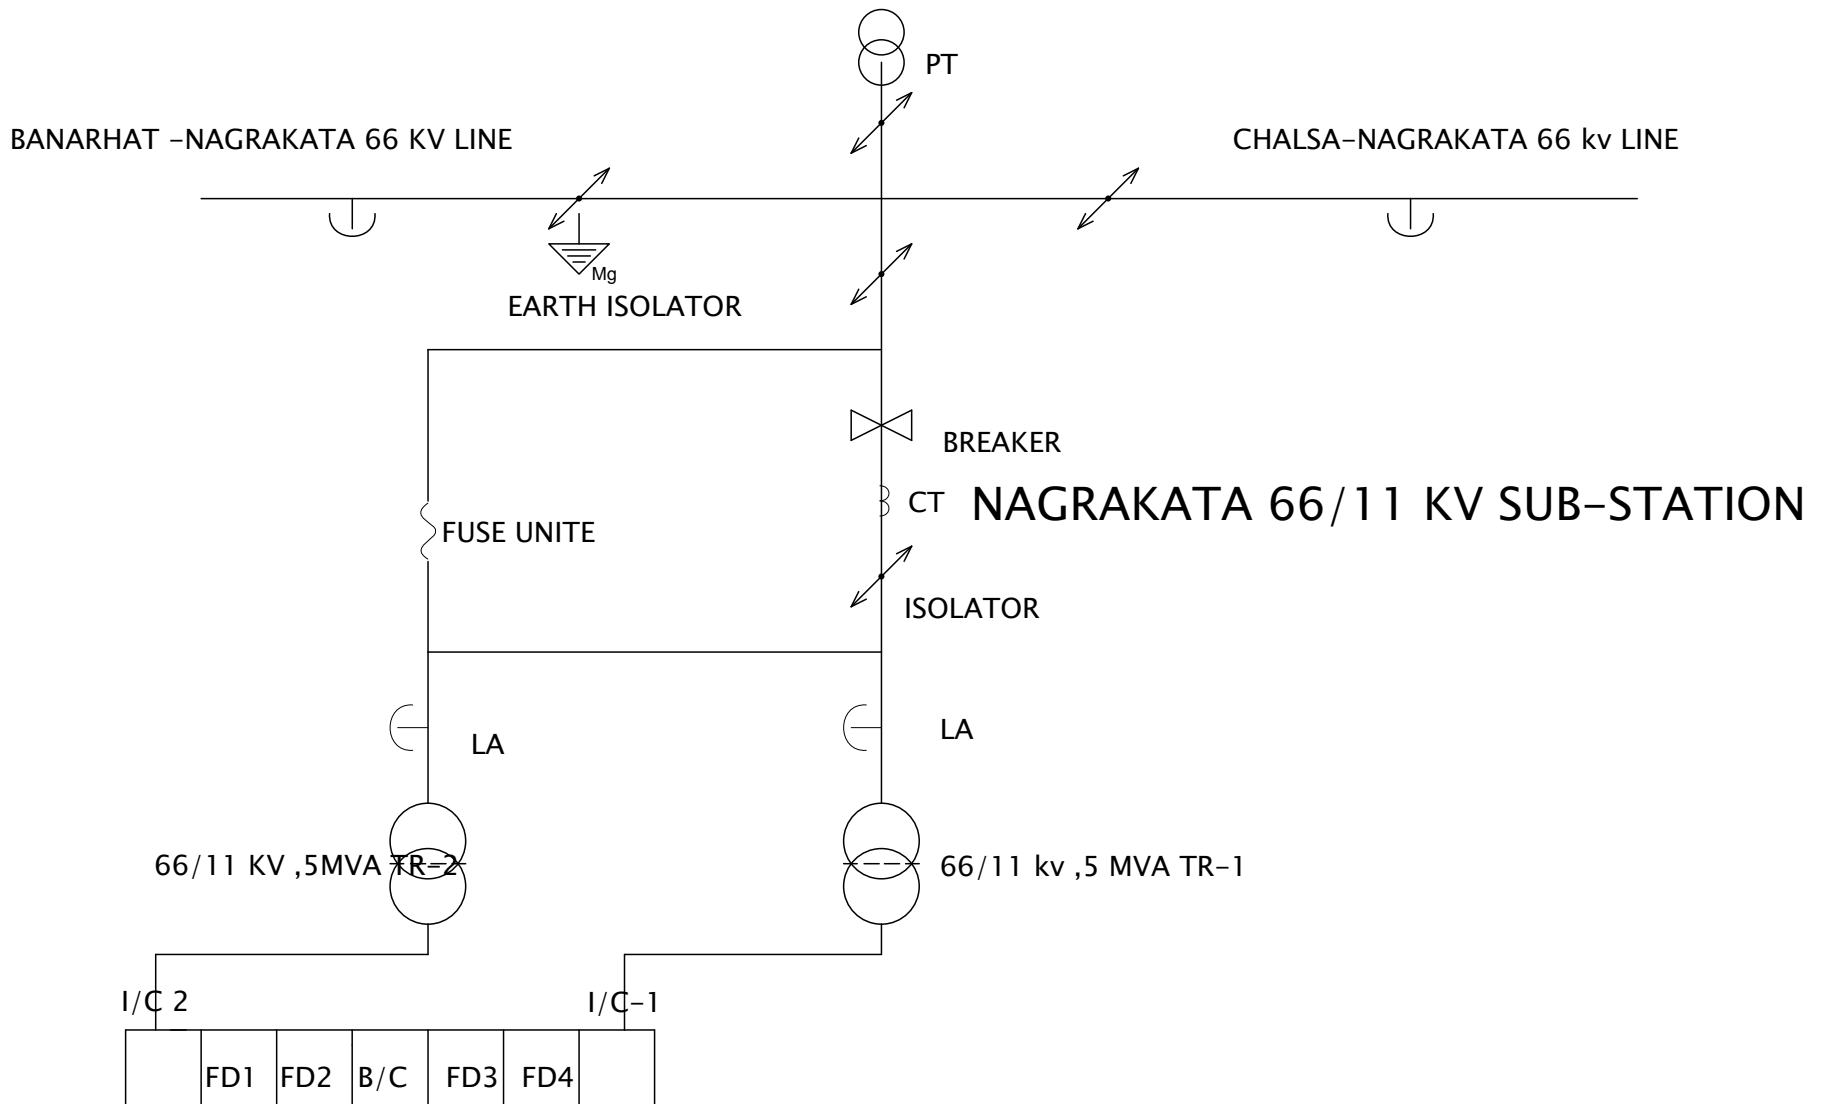 PT
BANARHAT -NAGRAKATA 66 KV LINE
CHALSA-NAGRAKATA 66 kv LINE
Mg
EARTH ISOLATOR
BREAKER
CT
NAGRAKATA 66/11 KV SUB-STATION
FUSE UNITE
ISOLATOR
LA
LA
66/11 KV ,5MVA TR-2
66/11 kv ,5 MVA TR-1
I/C 2
I/C-1
FD1
FD2
B/C
FD3
FD4